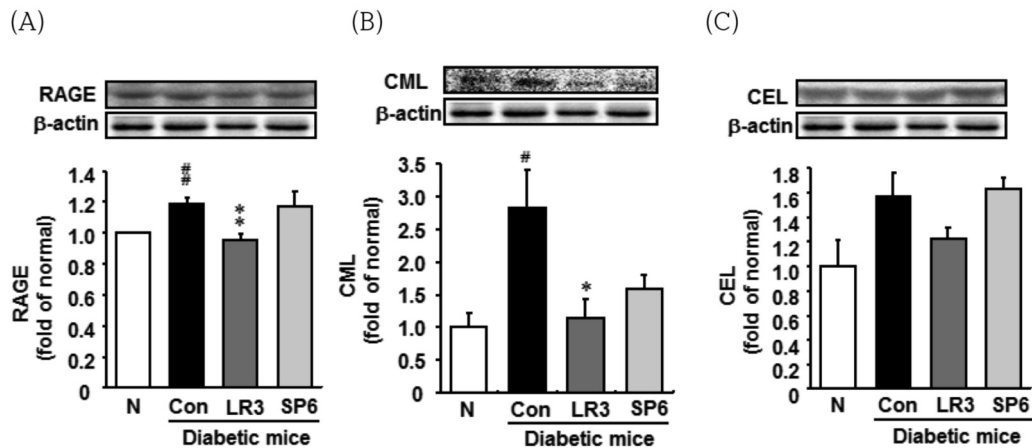 (A)
RAGE
β-actin
RAGE
(fold of normal)
1.4
1.2
1.0
0.8
0.6
0.4
0.2
0
##
**
N
Con
LR3
SP6
Diabetic mice
(B)
CML
β-actin
CML
(fold of normal)
3.5
3.0
2.5
2.0
1.5
1.0
0.5
0
#
*
N
Con
LR3
SP6
Diabetic mice
(C)
CEL
β-actin
CEL
(fold of normal)
1.8
1.6
1.4
1.2
1.0
0.8
0.6
0.4
0.2
0
N
Con
LR3
SP6
Diabetic mice